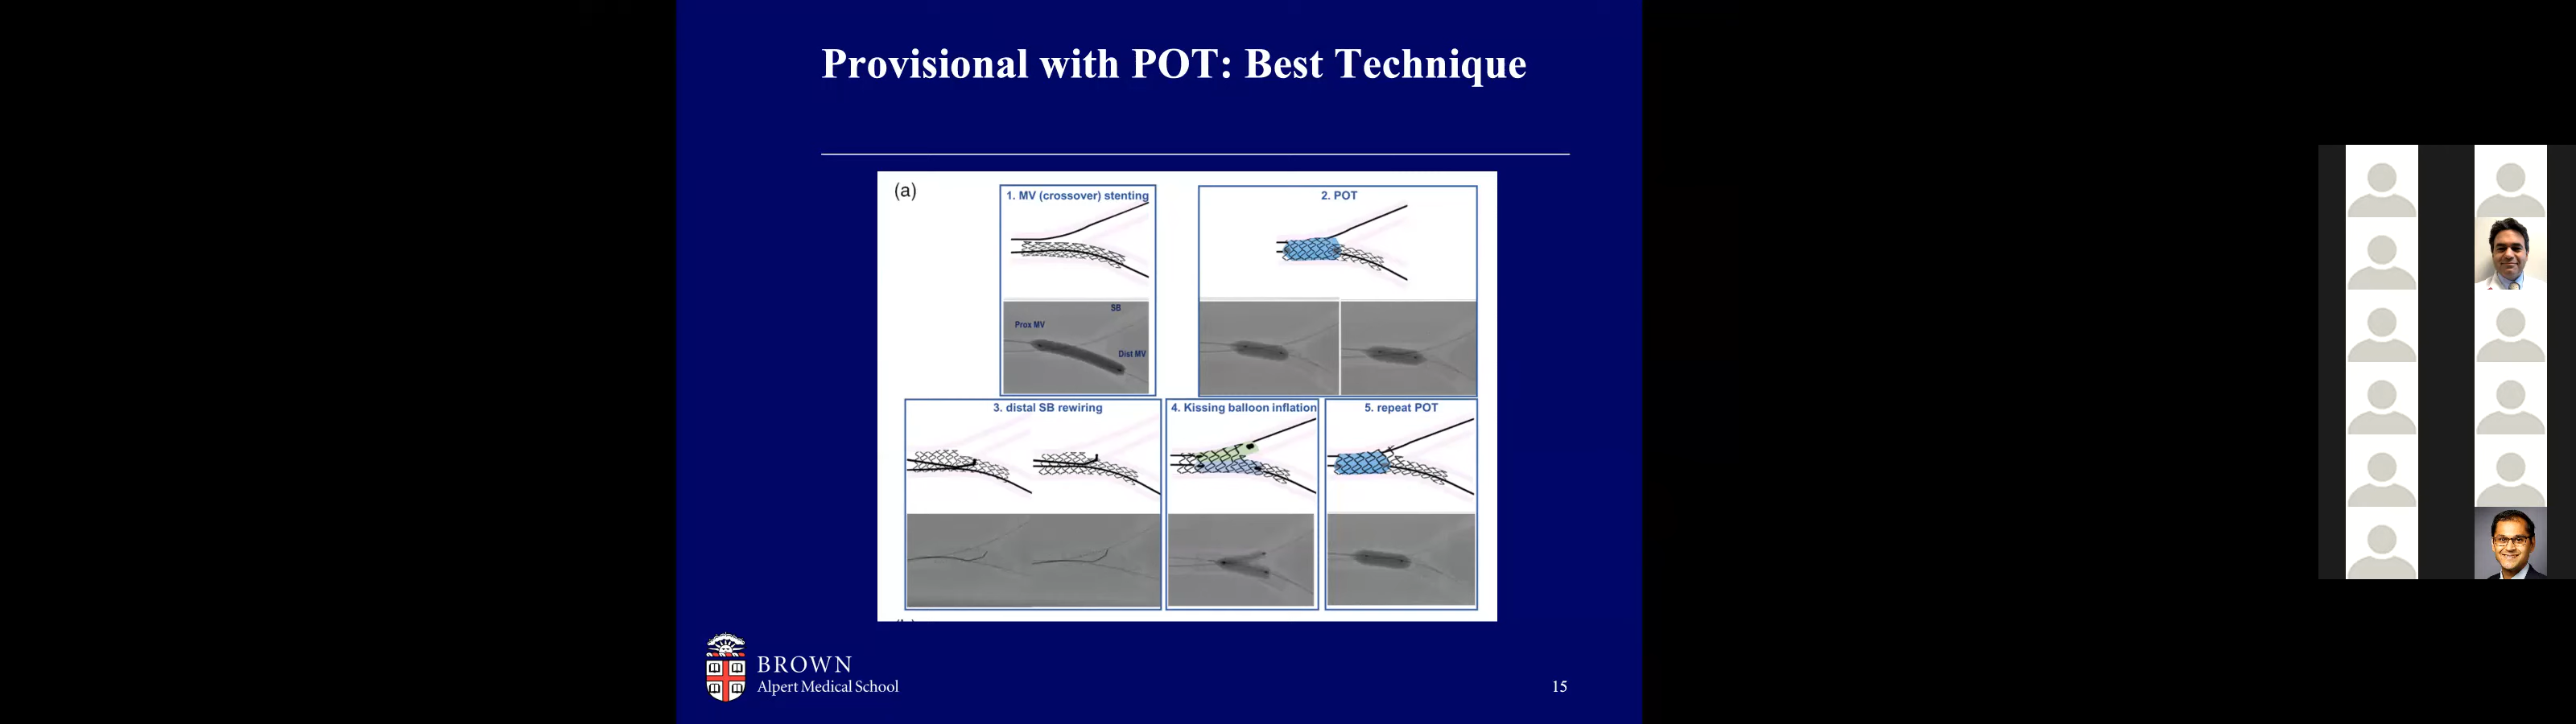 Provisional with POT: Best Technique
(a)
1. MV (crossover) stenting
2. POT
SB
Prox MV
Dist MV
3. distal SB rewiring
4. Kissing balloon inflation
5. repeat POT
BROWN
Alpert Medical School
15